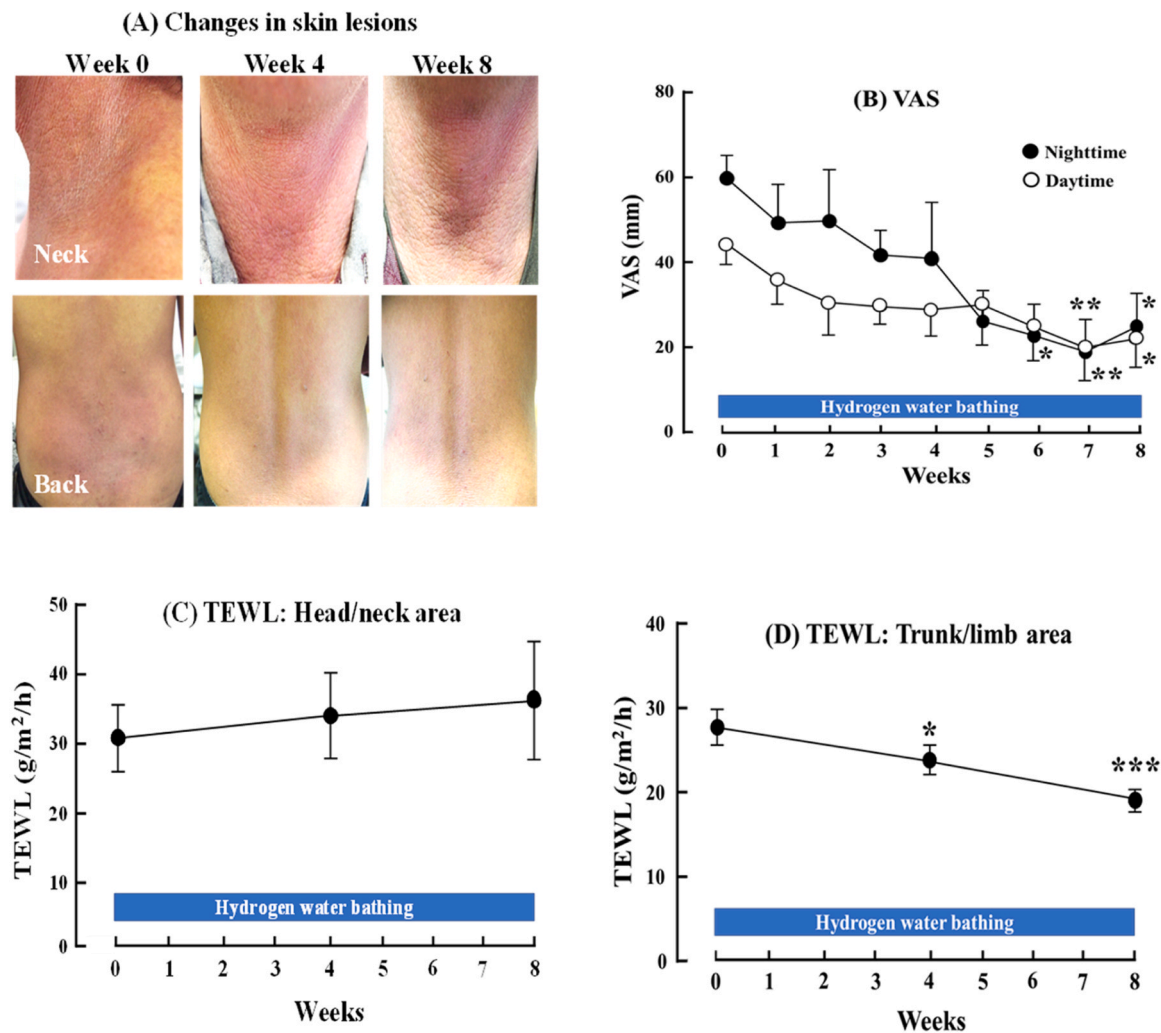 (A) Changes in skin lesions
Week 0 Week 4 Week 8
Neck
Back
(B) VAS
80
60
40
20
0
VAS (mm)
Nighttime
Daytime
**
*
*
**
*
Hydrogen water bathing
0 1 2 3 4 5 6 7 8
Weeks
(C) TEWL: Head/neck area
50
40
30
20
10
0
TEWL (g/m²/h)
Hydrogen water bathing
0 1 2 3 4 5 6 7 8
Weeks
(D) TEWL: Trunk/limb area
40
30
20
10
0
TEWL (g/m²/h)
*
***
Hydrogen water bathing
0 1 2 3 4 5 6 7 8
Weeks